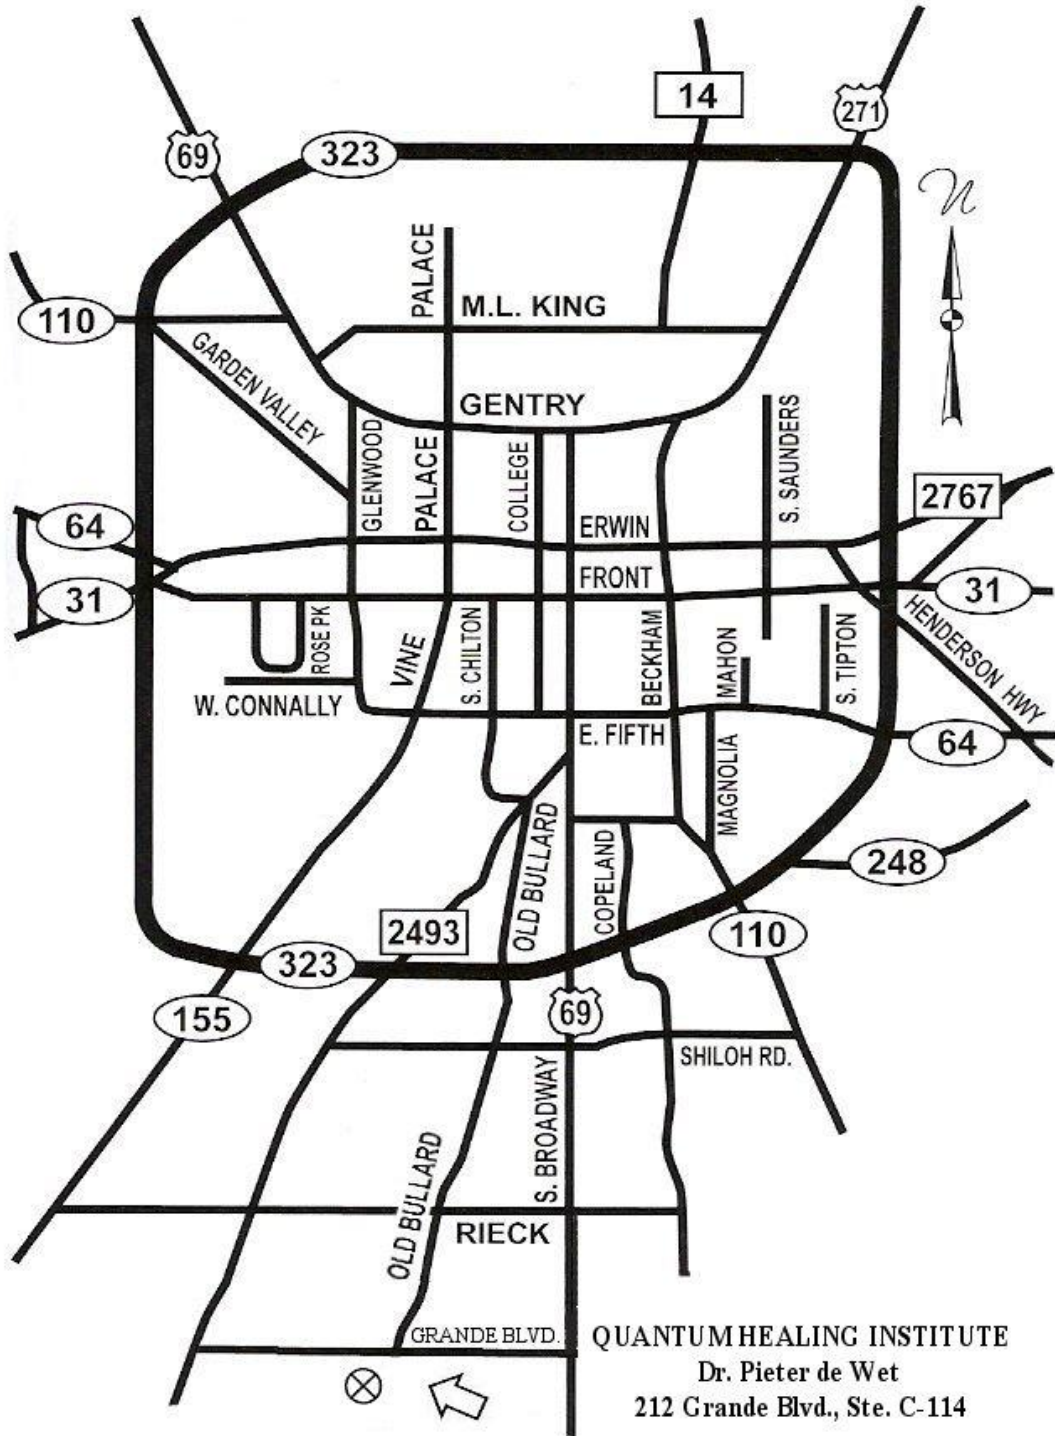 14
271
69
323
N
PALACE
M.L. KING
110
GARDEN VALLEY
GENTRY
GLENWOOD
PALACE
COLLEGE
S. SAUNDERS
2767
64
ERWIN
FRONT
31
31
ROSE PK
VINE
S. CHILTON
BECKHAM
MAHON
S. TIPTON
HENDERSON HWY
W. CONNALLY
E. FIFTH
64
MAGNOLIA
OLD BULLARD
COPELAND
248
2493
110
323
155
69
SHILOH RD.
S. BROADWAY
OLD BULLARD
RIECK
GRANDE BLVD.
QUANTUM HEALING INSTITUTE
Dr. Pieter de Wet
212 Grande Blvd., Ste. C-114